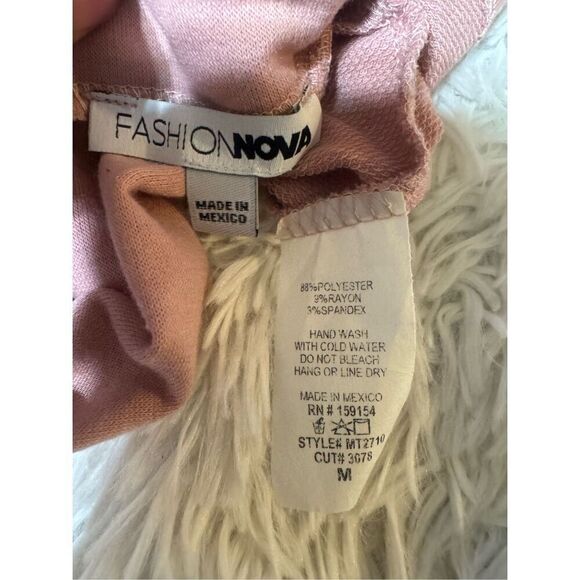 FASHIONNOVA
MADE IN
MEXICO
88%POLYESTER
9%RAYON
3%SPANDEX
HAND WASH
WITH COLD WATER
DO NOT BLEACH
HANG OR LINE DRY
MADE IN MEXICO
RN # 159154
STYLE# MT2710
CUT# 3678
M